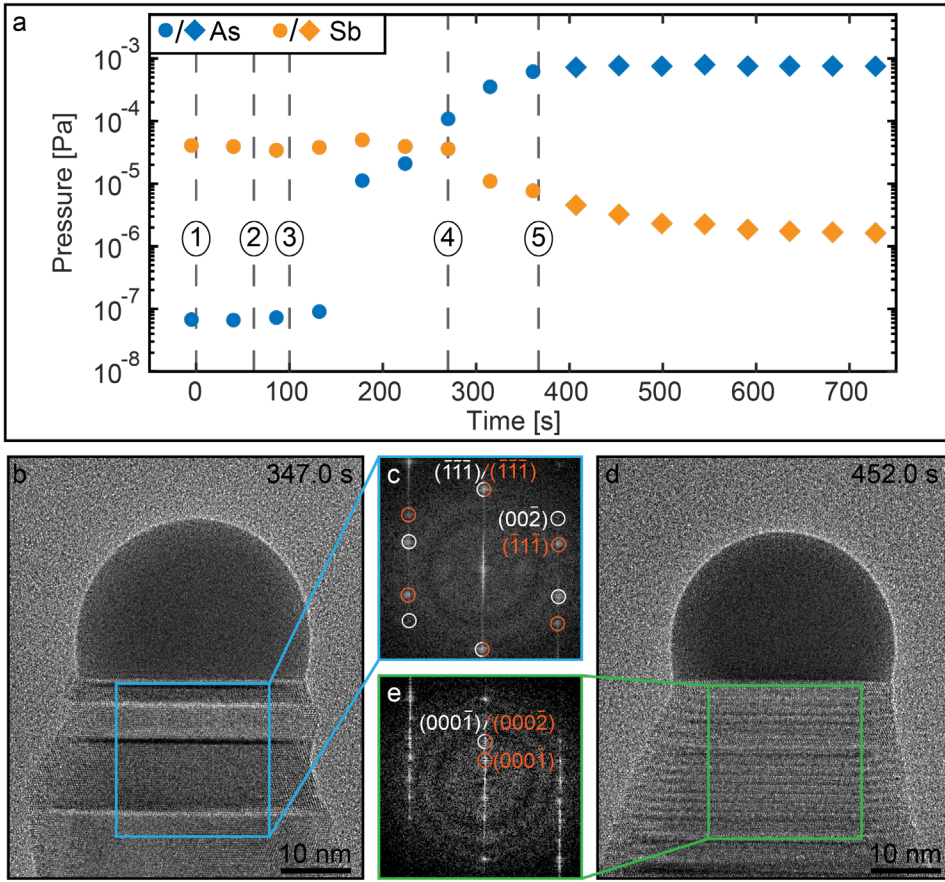 a
●/◆ As ●/◆ Sb
10⁻³
10⁻⁴
10⁻⁵
10⁻⁶
10⁻⁷
10⁻⁸
Pressure [Pa]
1 2 3 4 5
0 100 200 300 400 500 600 700
Time [s]
b 347.0 s
10 nm
c
(1̅1̅1̅)/(1̅1̅1̅)
(002̅)
(1̅11̅)
d 452.0 s
10 nm
e
(0001̅)/(0002̅)
(0001̅)